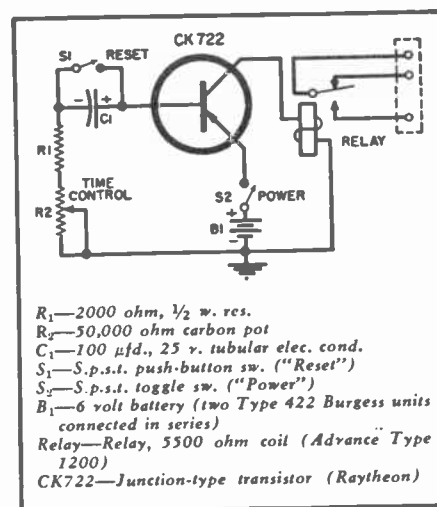 S1 RESET
CK722
− +
C1
R1
TIME
CONTROL
R2
S2 POWER
+
B1
−
RELAY
R₁—2000 ohm, ½ w. res.
R₂—50,000 ohm carbon pot
C₁—100 µfd., 25 v. tubular elec. cond.
S₁—S.p.s.t. push-button sw. ("Reset")
S₂—S.p.s.t. toggle sw. ("Power")
B₁—6 volt battery (two Type 422 Burgess units
connected in series)
Relay—Relay, 5500 ohm coil (Advance Type
1200)
CK722—Junction-type transistor (Raytheon)